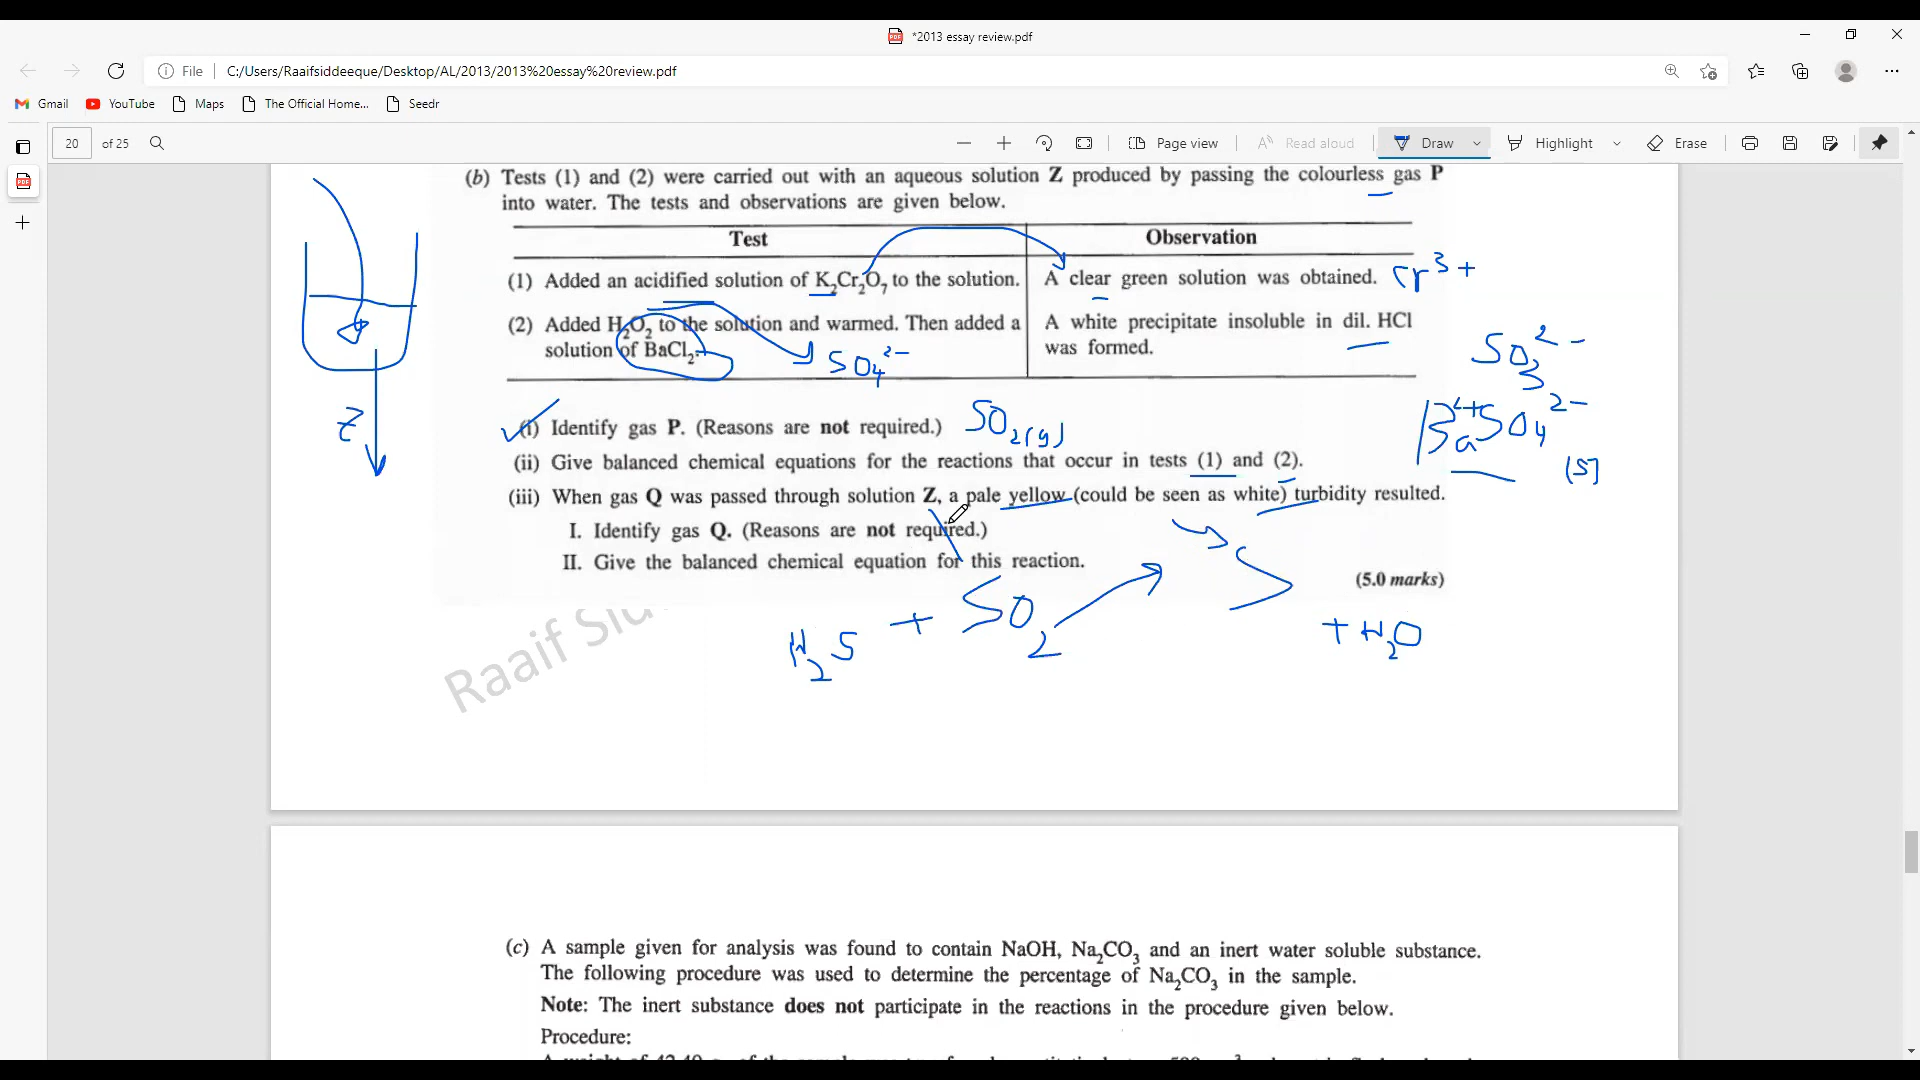 *2013 essay review.pdf
File C:/Users/Raaifsiddeeque/Desktop/AL/2013/2013%20essay%20review.pdf
Gmail YouTube Maps The Official Home... Seedr
20 of 25 Page view Read aloud Draw Highlight Erase
(b) Tests (1) and (2) were carried out with an aqueous solution Z produced by passing the colourless gas P
into water. The tests and observations are given below.
Test Observation
(1) Added an acidified solution of K₂Cr₂O₇ to the solution. A clear green solution was obtained. Cr³⁺
(2) Added H₂O₂ to the solution and warmed. Then added a A white precipitate insoluble in dil. HCl
solution of BaCl₂. was formed.
SO₄²⁻
SO₃²⁻
Ba²⁺SO₄²⁻
(s)
Z
(i) Identify gas P. (Reasons are not required.) SO₂(g)
(ii) Give balanced chemical equations for the reactions that occur in tests (1) and (2).
(iii) When gas Q was passed through solution Z, a pale yellow (could be seen as white) turbidity resulted.
I. Identify gas Q. (Reasons are not required.)
II. Give the balanced chemical equation for this reaction.
(5.0 marks)
H₂S + SO₂ → S + H₂O
(c) A sample given for analysis was found to contain NaOH, Na₂CO₃ and an inert water soluble substance.
The following procedure was used to determine the percentage of Na₂CO₃ in the sample.
Note: The inert substance does not participate in the reactions in the procedure given below.
Procedure: